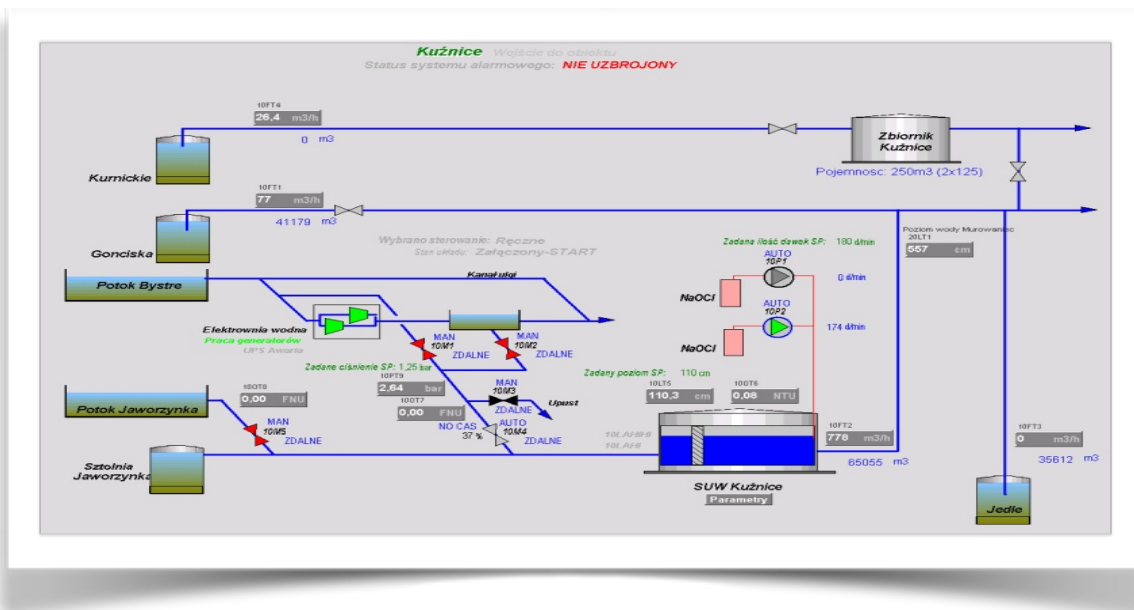 Kuźnice Wejście do obiektu
Status systemu alarmowego: NIE UZBROJONY
10FT4
26,4 m3/h
0 m3
Kurnickie
Zbiornik
Kuźnice
Pojemnosc: 250m3 (2x125)
10FT1
77 m3/h
41179 m3
Gonciska
Wybrano sterowanie: Ręczne
Stan układu: Załączony-START
Zadana ilość dawek SP: 180 d/min
Poziom wody Murowaniec
20LT1
557 cm
AUTO
10P1
0 d/min
NaOCl
AUTO
10P2
174 d/min
NaOCl
Potok Bystre
Kanał ulgi
Elektrownia wodna
Praca generatorów
UPS Awaria
MAN
10M1
ZDALNE
MAN
10M2
ZDALNE
Zadane ciśnienie SP: 1,25 bar
10FT9
2,64 bar
10OT7
0,00 FNU
MAN
10M3
ZDALNE
Upust
NO CAS
37 %
AUTO
10M4
ZDALNE
Zadany poziom SP: 110 cm
10LT5
110,3 cm
10OT6
0,08 NTU
10OT8
0,00 FNU
Potok Jaworzynka
MAN
10M5
ZDALNE
Sztolnia
Jaworzynka
10LAHIHI
10LAHI
10FT2
778 m3/h
65055 m3
SUW Kuźnice
Parametry
10FT3
0 m3/h
35612 m3
Jedle